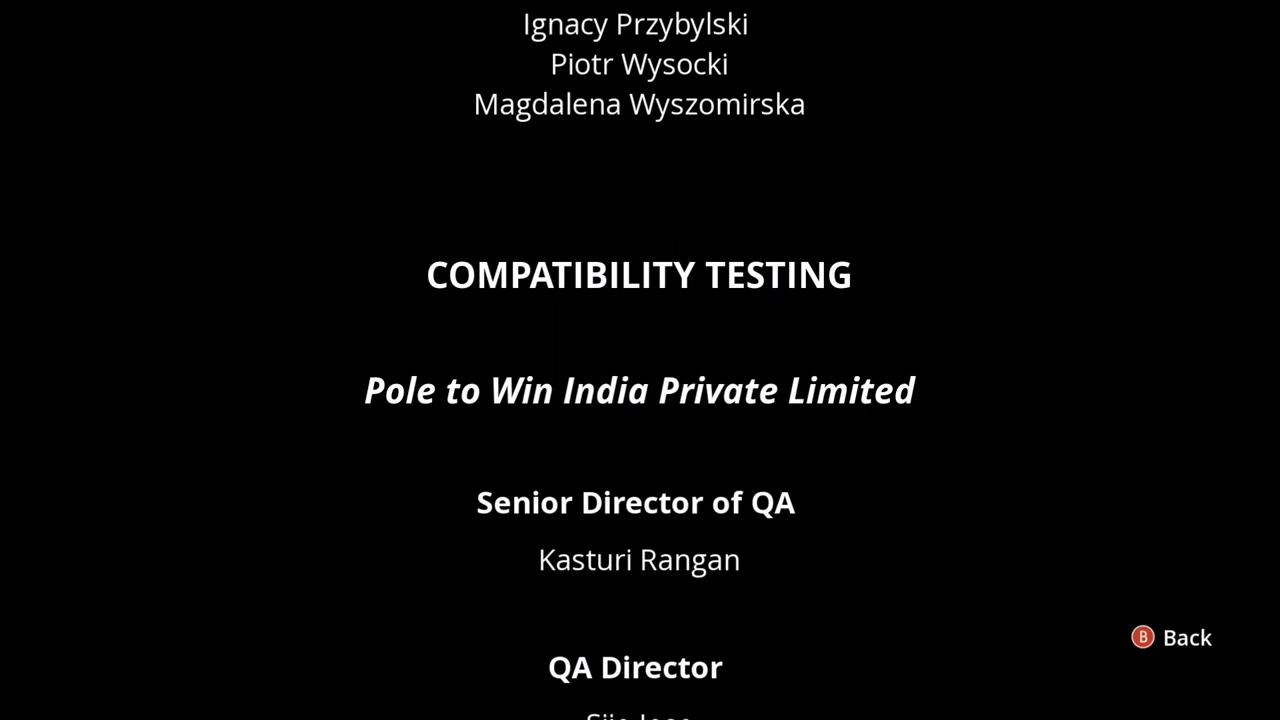 Ignacy Przybylski
Piotr Wysocki
Magdalena Wyszomirska
COMPATIBILITY TESTING
Pole to Win India Private Limited
Senior Director of QA
Kasturi Rangan
B Back
QA Director